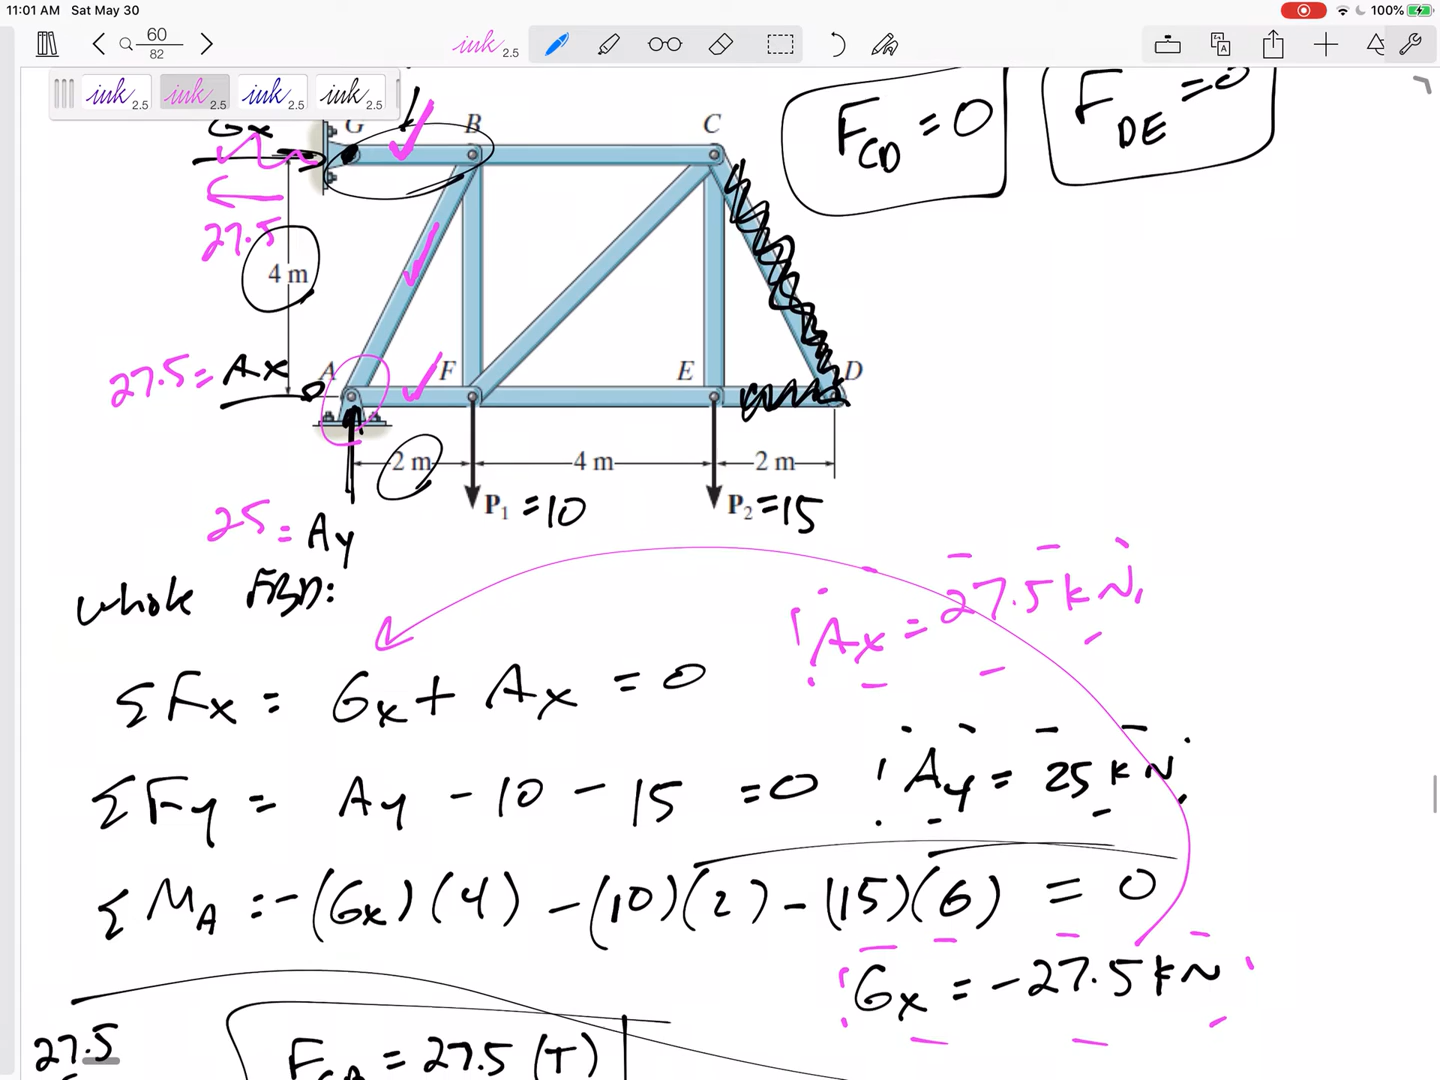 11:01 AM Sat May 30
100%
60
82
ink 2.5
ink 2.5
ink 2.5
ink 2.5
ink 2.5
Gx
G
B
C
F CD = 0
F DE = 0
27.5
4 m
27.5 = Ax
A
F
E
D
2 m
4 m
2 m
P1 = 10
P2 = 15
25 = Ay
whole FBD:
Ax = 27.5 kN
ΣFx = Gx + Ax = 0
ΣFy = Ay - 10 - 15 = 0
Ay = 25 kN
ΣMA = -(Gx)(4) - (10)(2) - (15)(6) = 0
Gx = -27.5 kN
27.5
= 27.5 (T)